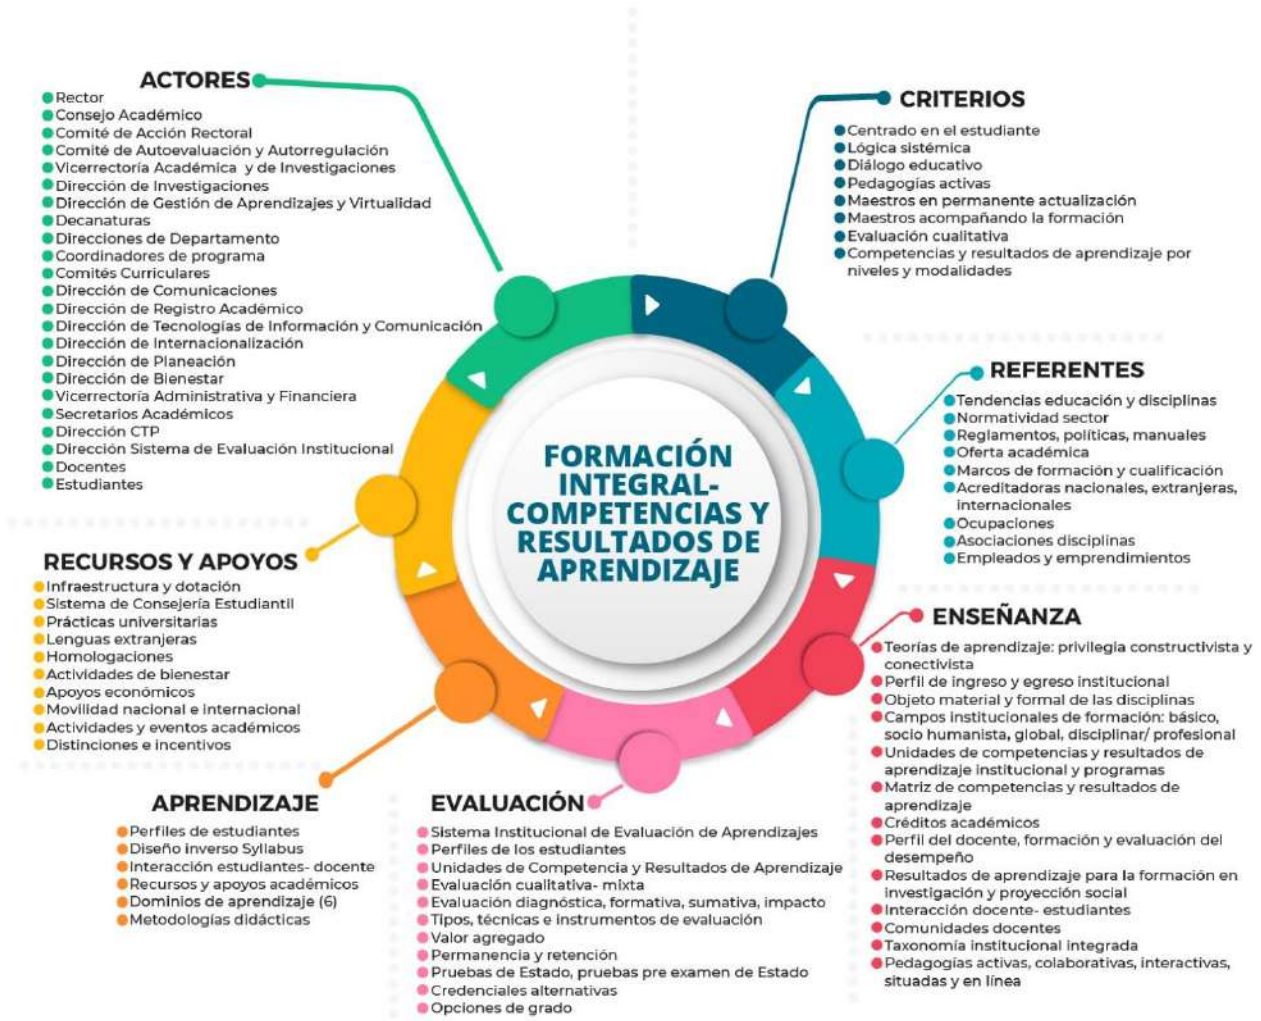 ACTORES
Rector
Consejo Académico
Comité de Acción Rectoral
Comité de Autoevaluación y Autorregulación
Vicerrectoría Académica y de Investigaciones
Dirección de Investigaciones
Dirección de Gestión de Aprendizajes y Virtualidad
Decanaturas
Direcciones de Departamento
Coordinadores de programa
Comités Curriculares
Dirección de Comunicaciones
Dirección de Registro Académico
Dirección de Tecnologías de Información y Comunicación
Dirección de Internacionalización
Dirección de Planeación
Dirección de Bienestar
Vicerrectoría Administrativa y Financiera
Secretarios Académicos
Dirección CTP
Dirección Sistema de Evaluación Institucional
Docentes
Estudiantes
CRITERIOS
Centrado en el estudiante
Lógica sistémica
Diálogo educativo
Pedagogías activas
Maestros en permanente actualización
Maestros acompañando la formación
Evaluación cualitativa
Competencias y resultados de aprendizaje por
niveles y modalidades
REFERENTES
Tendencias educación y disciplinas
Normatividad sector
Reglamentos, políticas, manuales
Oferta académica
Marcos de formación y cualificación
Acreditadoras nacionales, extranjeras,
internacionales
Ocupaciones
Asociaciones disciplinas
Empleados y emprendimientos
FORMACIÓN
INTEGRAL-
COMPETENCIAS Y
RESULTADOS DE
APRENDIZAJE
RECURSOS Y APOYOS
Infraestructura y dotación
Sistema de Consejería Estudiantil
Prácticas universitarias
Lenguas extranjeras
Homologaciones
Actividades de bienestar
Apoyos económicos
Movilidad nacional e internacional
Actividades y eventos académicos
Distinciones e incentivos
ENSEÑANZA
Teorías de aprendizaje: privilegia constructivista y
conectivista
Perfil de ingreso y egreso institucional
Objeto material y formal de las disciplinas
Campos institucionales de formación: básico,
socio humanista, global, disciplinar/ profesional
Unidades de competencias y resultados de
aprendizaje institucional y programas
Matriz de competencias y resultados de
aprendizaje
Créditos académicos
Perfil del docente, formación y evaluación del
desempeño
Resultados de aprendizaje para la formación en
investigación y proyección social
Interacción docente- estudiantes
Comunidades docentes
Taxonomía institucional integrada
Pedagogías activas, colaborativas, interactivas,
situadas y en línea
APRENDIZAJE
Perfiles de estudiantes
Diseño inverso Syllabus
Interacción estudiantes- docente
Recursos y apoyos académicos
Dominios de aprendizaje (6)
Metodologías didácticas
EVALUACIÓN
Sistema Institucional de Evaluación de Aprendizajes
Perfiles de los estudiantes
Unidades de Competencia y Resultados de Aprendizaje
Evaluación cualitativa- mixta
Evaluación diagnóstica, formativa, sumativa, impacto
Tipos, técnicas e instrumentos de evaluación
Valor agregado
Permanencia y retención
Pruebas de Estado, pruebas pre examen de Estado
Credenciales alternativas
Opciones de grado